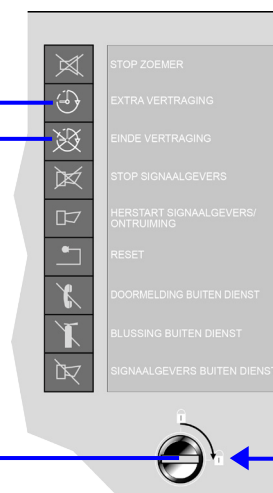 STOP ZOEMER
EXTRA VERTRAGING
EINDE VERTRAGING
STOP SIGNAALGEVERS
HERSTART SIGNAALGEVERS/
ONTRUIMING
RESET
DOORMELDING BUITEN DIENST
BLUSSING BUITEN DIENST
SIGNAALGEVERS BUITEN DIENST